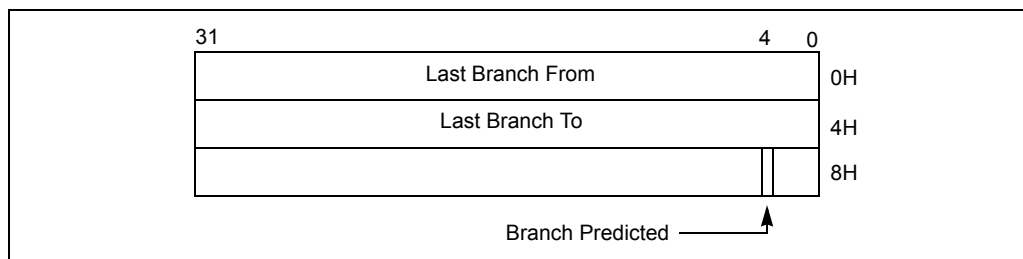 31 4 0
Last Branch From 0H
Last Branch To 4H
8H
Branch Predicted